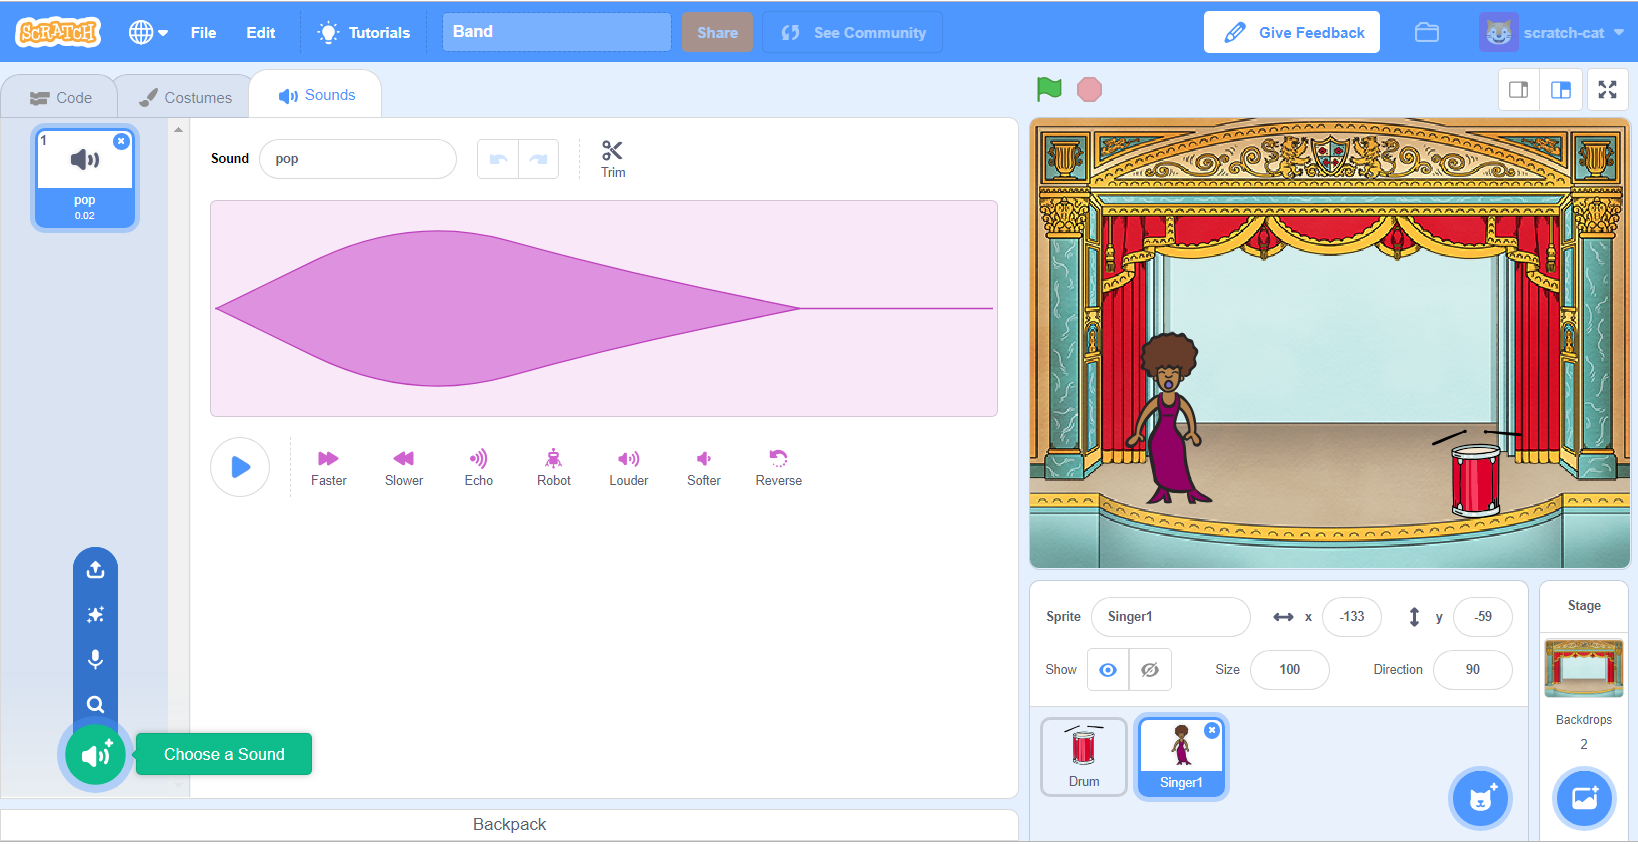 SCRATCH File Edit Tutorials Band Share See Community Give Feedback scratch-cat
Code Costumes Sounds
1
pop
0.02
Sound pop
Trim
Faster Slower Echo Robot Louder Softer Reverse
Choose a Sound
Backpack
Sprite Singer1 x -133 y -59
Show Size 100 Direction 90
Drum
Singer1
Stage
Backdrops
2